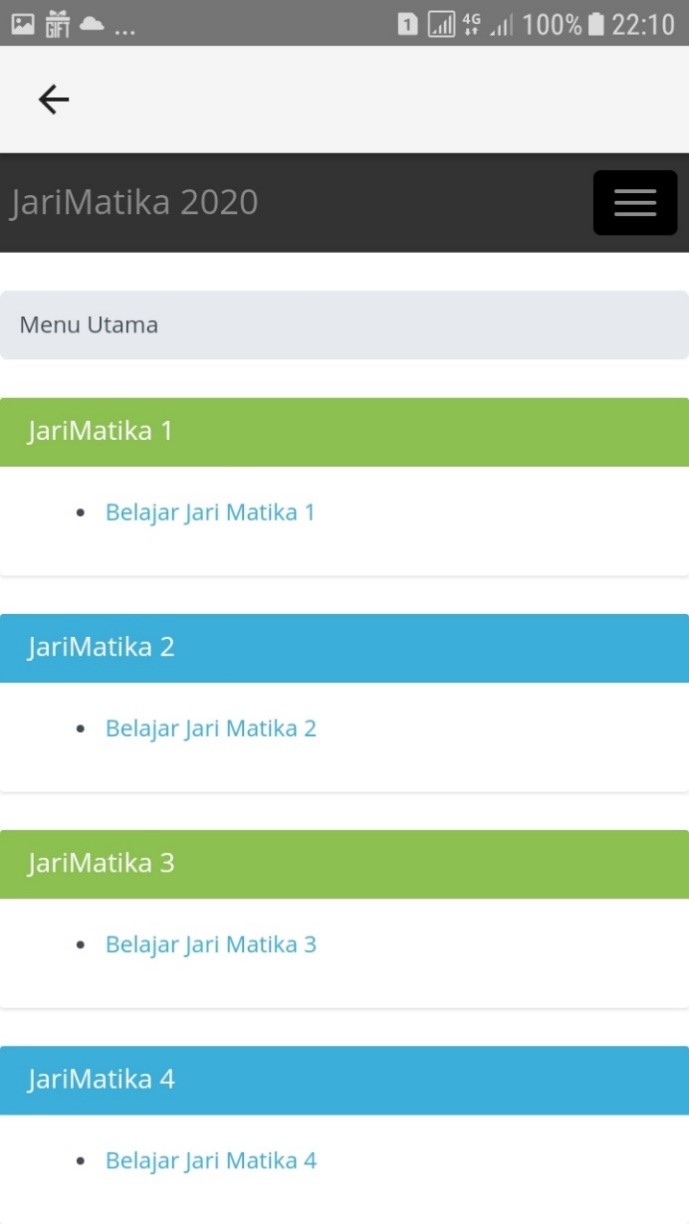 GIFT ... 1 4G 100% 22:10
JariMatika 2020
Menu Utama
JariMatika 1
• Belajar Jari Matika 1
JariMatika 2
• Belajar Jari Matika 2
JariMatika 3
• Belajar Jari Matika 3
JariMatika 4
• Belajar Jari Matika 4